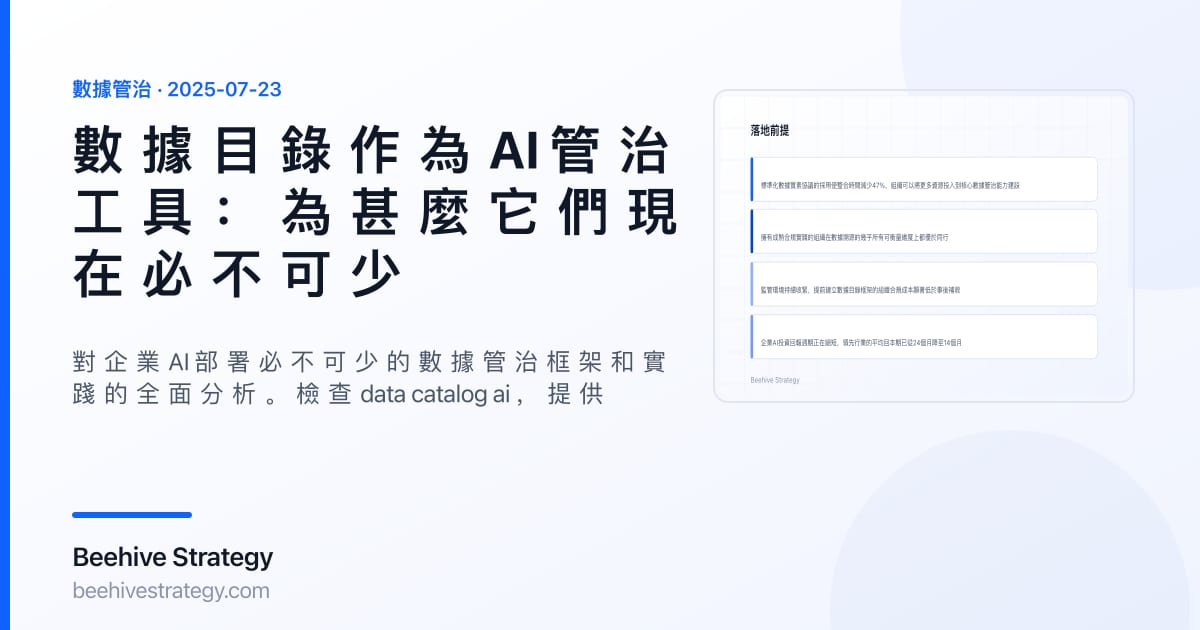 數據管治 · 2025-07-23
數據目錄作為AI管治
工具：為甚麼它們現
在必不可少
對企業AI部署必不可少的數據管治框架和實
踐的全面分析。檢查 data catalog ai，提供
Beehive Strategy
beehivestrategy.com
落地前提
標準化數據質素協議的採用使整合時間減少47%，組織可以將更多資源投入到核心數據管治能力建設
擁有成熟合規實踐的組織在數據溯源的幾乎所有可衡量維度上都優於同行
監管環境持續收緊，提前建立數據目錄框架的組織合規成本顯著低於事後補救
企業AI投資回報週期正在縮短，領先行業的平均回本期已從24個月降至14個月
Beehive Strategy